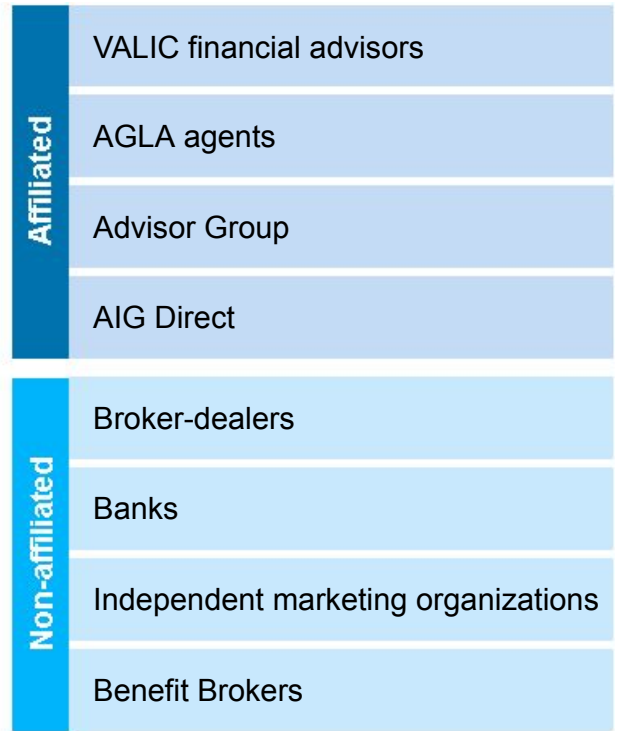 Affiliated
VALIC financial advisors
AGLA agents
Advisor Group
AIG Direct
Non-affiliated
Broker-dealers
Banks
Independent marketing organizations
Benefit Brokers